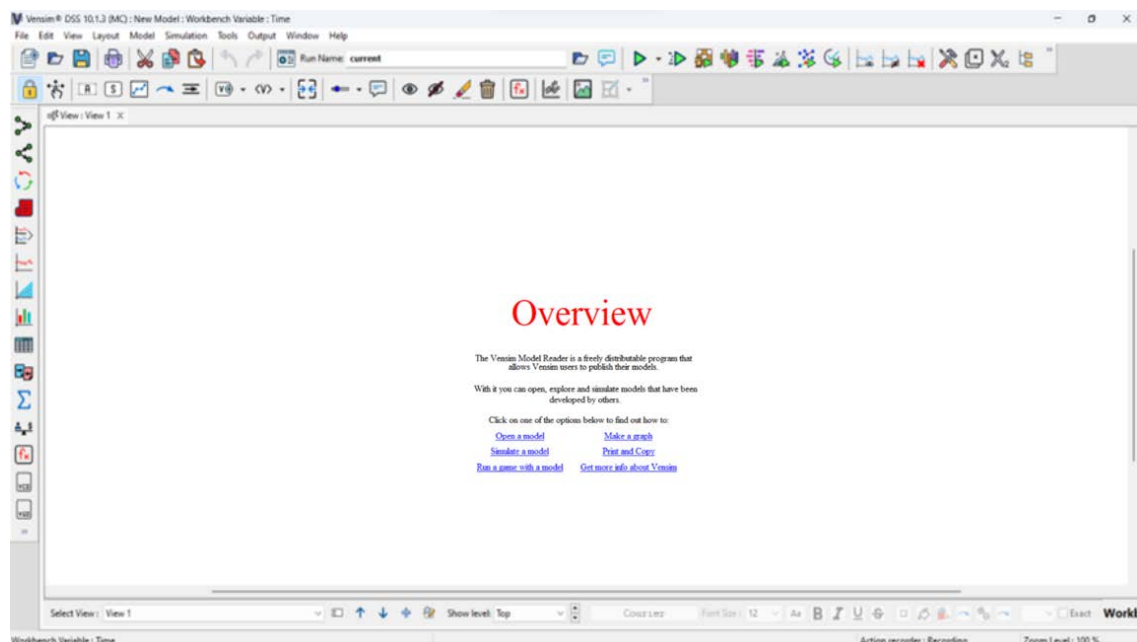 Vensim® DSS 10.1.3 (MC) : New Model : Workbench Variable : Time
File Edit View Layout Model Simulation Tools Output Window Help
Run Name: current
View : View 1
Overview
The Vensim Model Reader is a freely distributable program that
allows Vensim users to publish their models.
With it you can open, explore and simulate models that have been
developed by others.
Click on one of the options below to find out how to:
Open a model Make a graph
Simulate a model Print and Copy
Run a game with a model Get more info about Vensim
Select View : View 1 Show level: Top Courier Font Size : 12 Aa B I U Exact Workl
Workbench Variable : Time Action recorder : Recording Zoom Level : 100 %